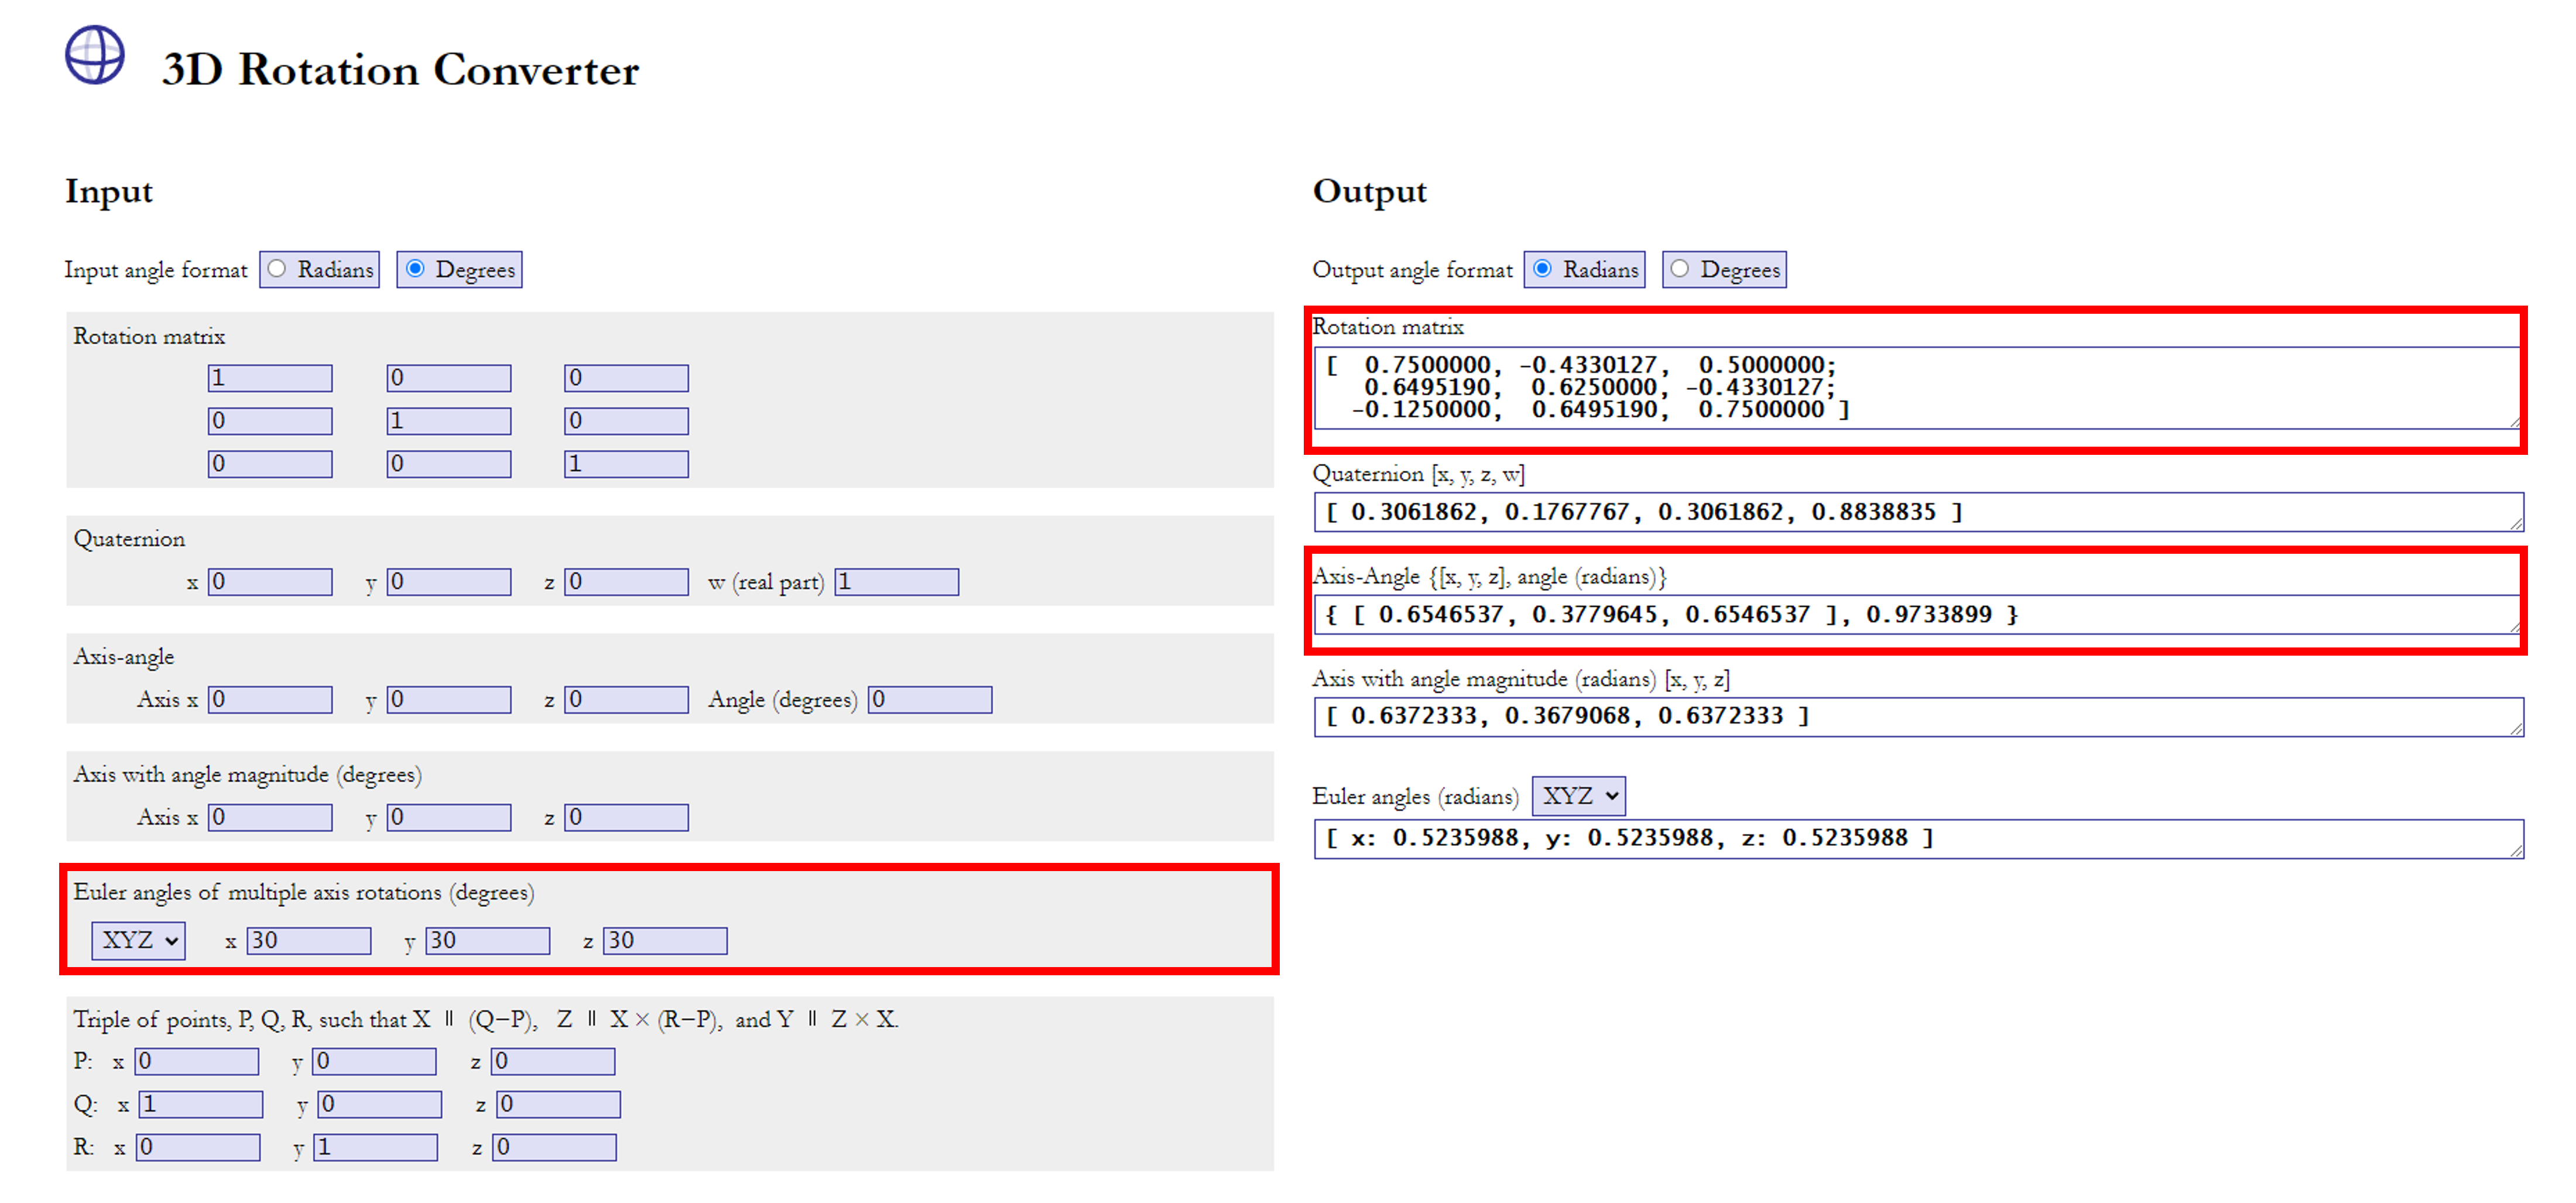 3D Rotation Converter
Input
Input angle format Radians Degrees
Rotation matrix
1 0 0
0 1 0
0 0 1
Quaternion
x 0 y 0 z 0 w (real part) 1
Axis-angle
Axis x 0 y 0 z 0 Angle (degrees) 0
Axis with angle magnitude (degrees)
Axis x 0 y 0 z 0
Euler angles of multiple axis rotations (degrees)
XYZ x 30 y 30 z 30
Triple of points, P, Q, R, such that X ∥ (Q−P), Z ∥ X × (R−P), and Y ∥ Z × X.
P: x 0 y 0 z 0
Q: x 1 y 0 z 0
R: x 0 y 1 z 0
Output
Output angle format Radians Degrees
Rotation matrix
[ 0.7500000, -0.4330127, 0.5000000;
0.6495190, 0.6250000, -0.4330127;
-0.1250000, 0.6495190, 0.7500000 ]
Quaternion [x, y, z, w]
[ 0.3061862, 0.1767767, 0.3061862, 0.8838835 ]
Axis-Angle {[x, y, z], angle (radians)}
{ [ 0.6546537, 0.3779645, 0.6546537 ], 0.9733899 }
Axis with angle magnitude (radians) [x, y, z]
[ 0.6372333, 0.3679068, 0.6372333 ]
Euler angles (radians) XYZ
[ x: 0.5235988, y: 0.5235988, z: 0.5235988 ]